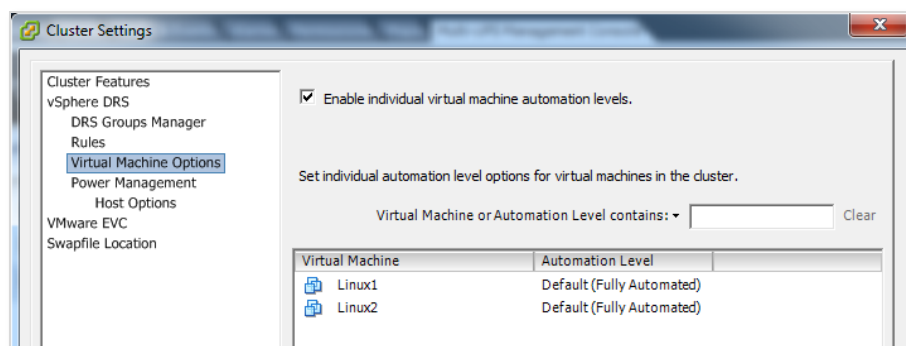 Cluster Settings
Cluster Features
vSphere DRS
DRS Groups Manager
Rules
Virtual Machine Options
Power Management
Host Options
VMware EVC
Swapfile Location
Enable individual virtual machine automation levels.
Set individual automation level options for virtual machines in the cluster.
Virtual Machine or Automation Level contains: Clear
Virtual Machine Automation Level
Linux1 Default (Fully Automated)
Linux2 Default (Fully Automated)